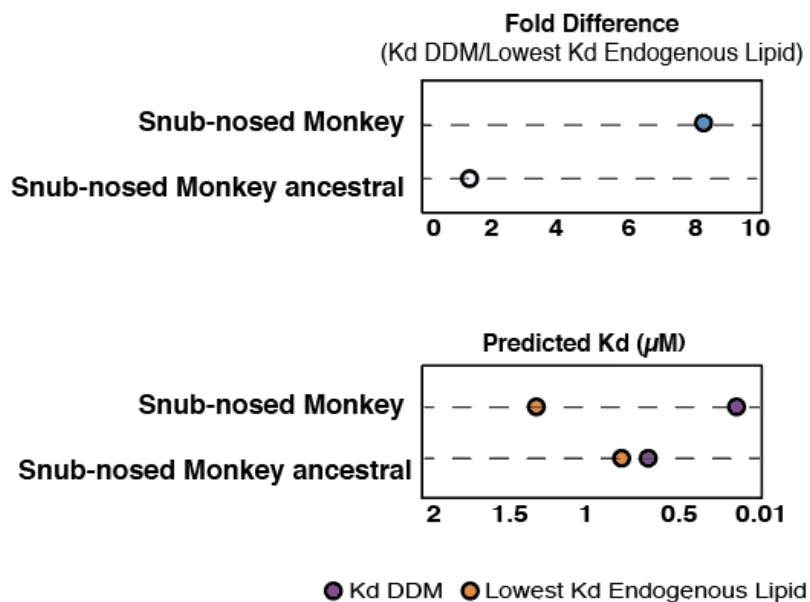 Fold Difference
(Kd DDM/Lowest Kd Endogenous Lipid)
Snub-nosed Monkey
Snub-nosed Monkey ancestral
0 2 4 6 8 10
Predicted Kd (µM)
Snub-nosed Monkey
Snub-nosed Monkey ancestral
2 1.5 1 0.5 0.01
Kd DDM Lowest Kd Endogenous Lipid